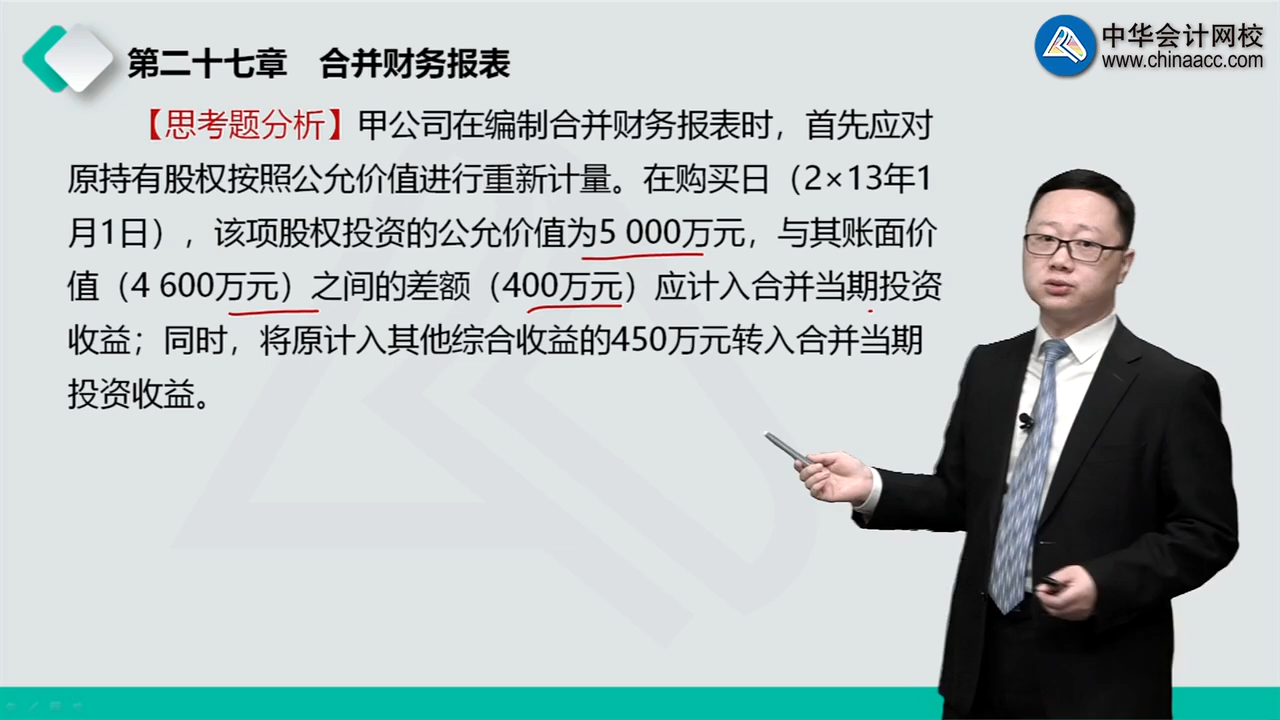 第二十七章 合并财务报表
中华会计网校
www.chinaacc.com
【思考题分析】甲公司在编制合并财务报表时，首先应对
原持有股权按照公允价值进行重新计量。在购买日（2×13年1
月1日），该项股权投资的公允价值为5 000万元，与其账面价
值（4 600万元）之间的差额（400万元）应计入合并当期投资
收益；同时，将原计入其他综合收益的450万元转入合并当期
投资收益。